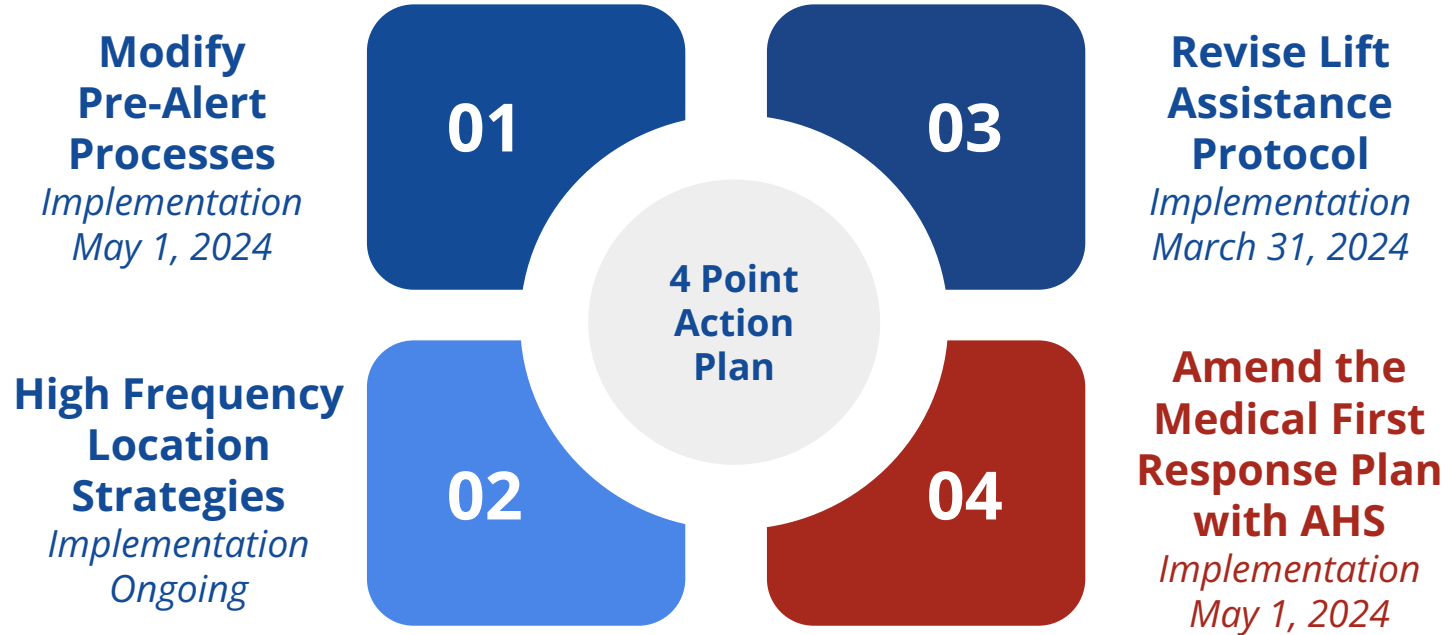 Modify
Pre-Alert
Processes
Implementation
May 1, 2024
01
High Frequency
Location
Strategies
Implementation
Ongoing
02
4 Point
Action
Plan
03
Revise Lift
Assistance
Protocol
Implementation
March 31, 2024
04
Amend the
Medical First
Response Plan
with AHS
Implementation
May 1, 2024